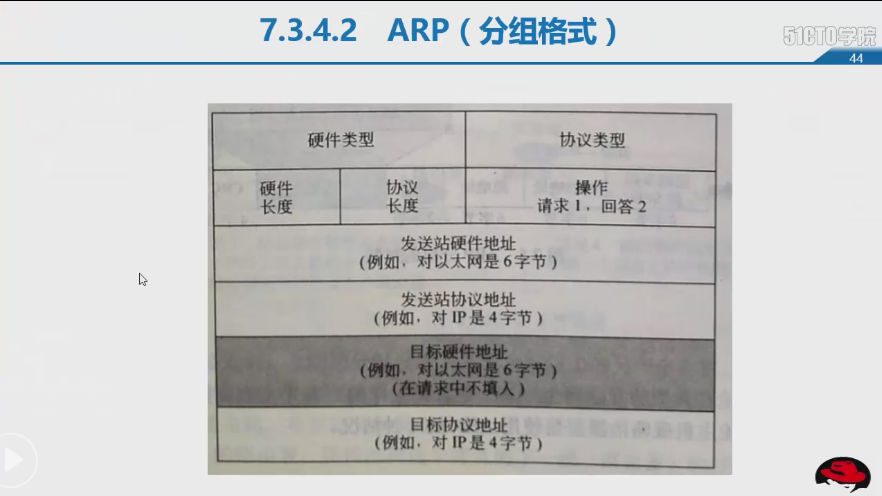 7.3.4.2 ARP（分组格式）
51CTO学院
44
硬件类型
协议类型
硬件
长度
协议
长度
操作
请求 1，回答 2
发送站硬件地址
(例如，对以太网是 6 字节)
发送站协议地址
(例如，对 IP 是 4 字节)
目标硬件地址
(例如，对以太网是 6 字节)
(在请求中不填入)
目标协议地址
(例如，对 IP 是 4 字节)